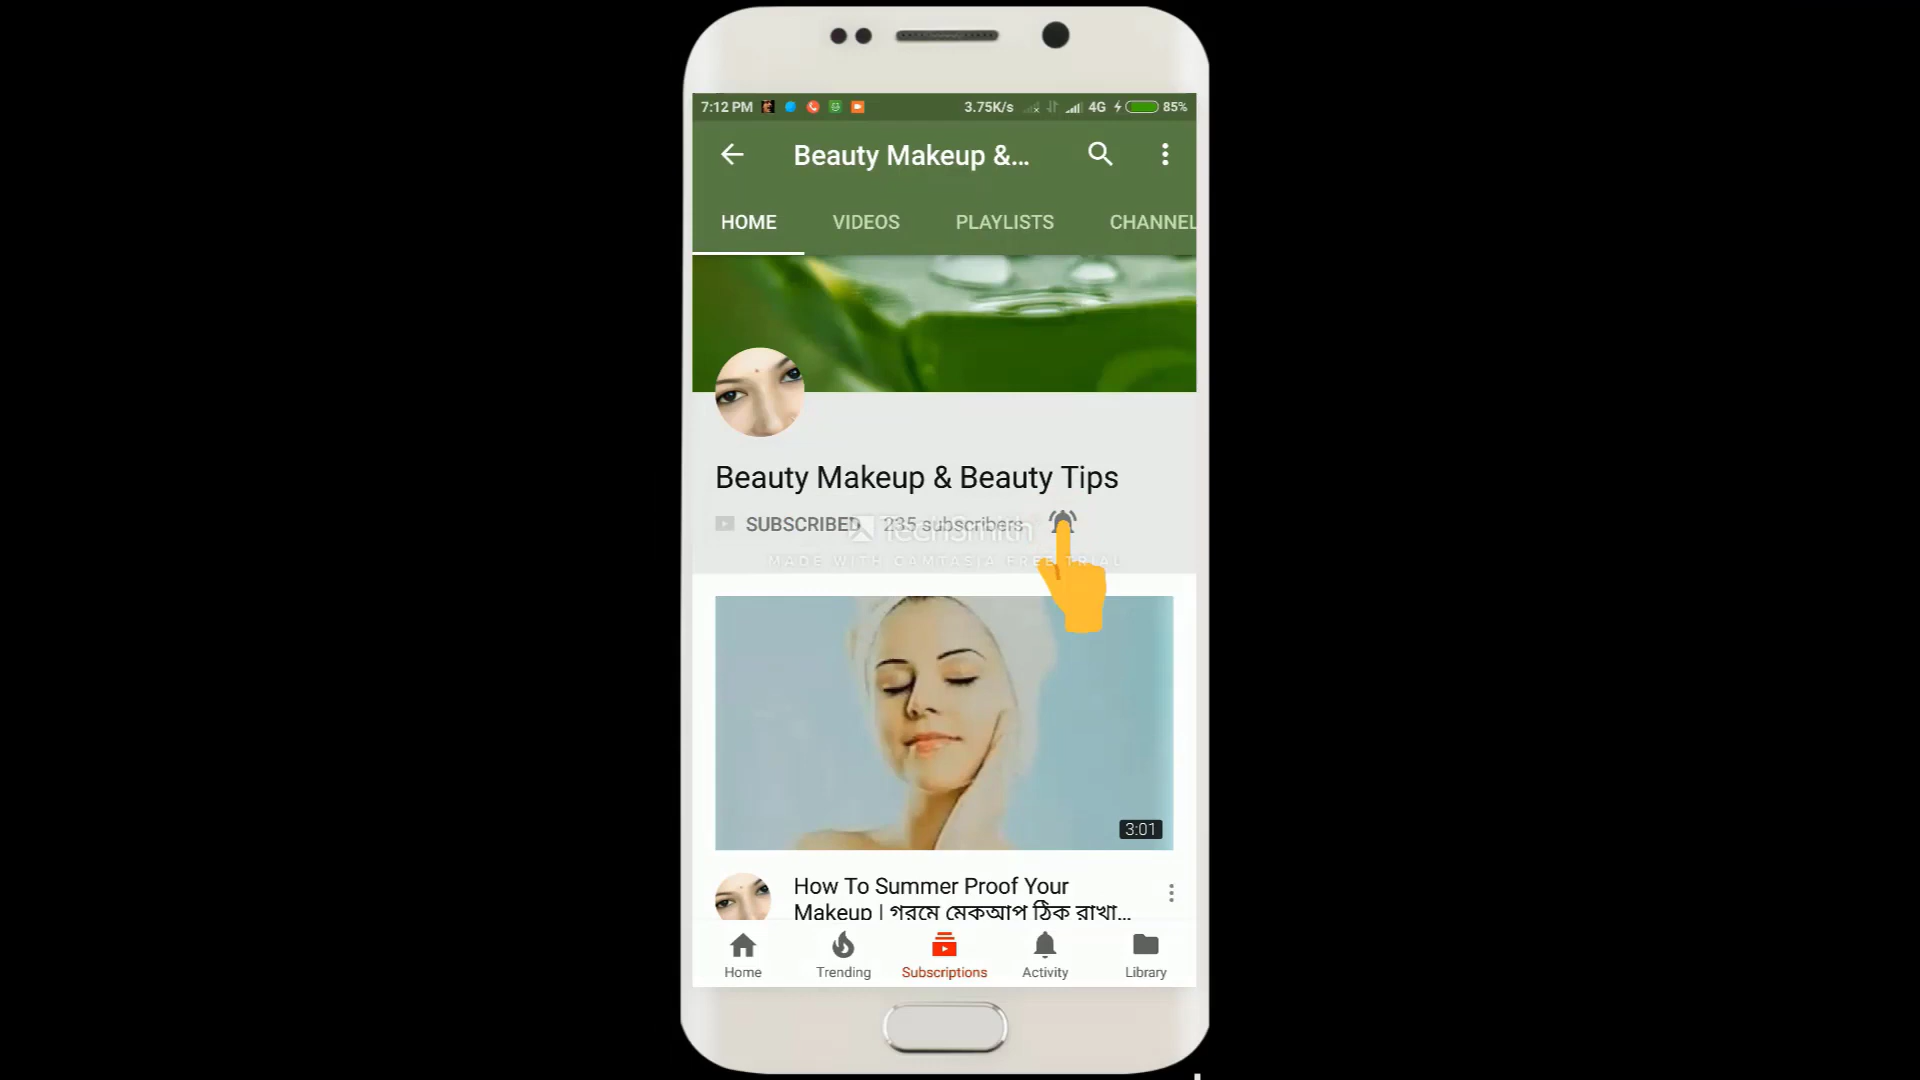 7:12 PM 3.75K/s 4G 85%
Beauty Makeup &...
HOME VIDEOS PLAYLISTS CHANNEL
Beauty Makeup & Beauty Tips
SUBSCRIBED 235 subscribers
TechSmith
MADE WITH CAMTASIA FREE TRIAL
3:01
How To Summer Proof Your
Makeup | গরমে মেকআপ ঠিক রাখা...
Home Trending Subscriptions Activity Library